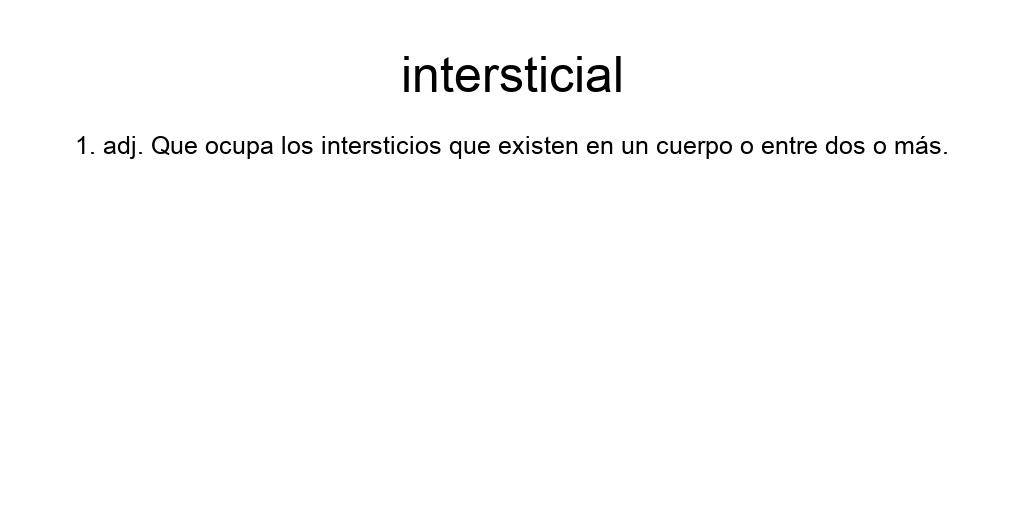 intersticial
1. adj. Que ocupa los intersticios que existen en un cuerpo o entre dos o más.